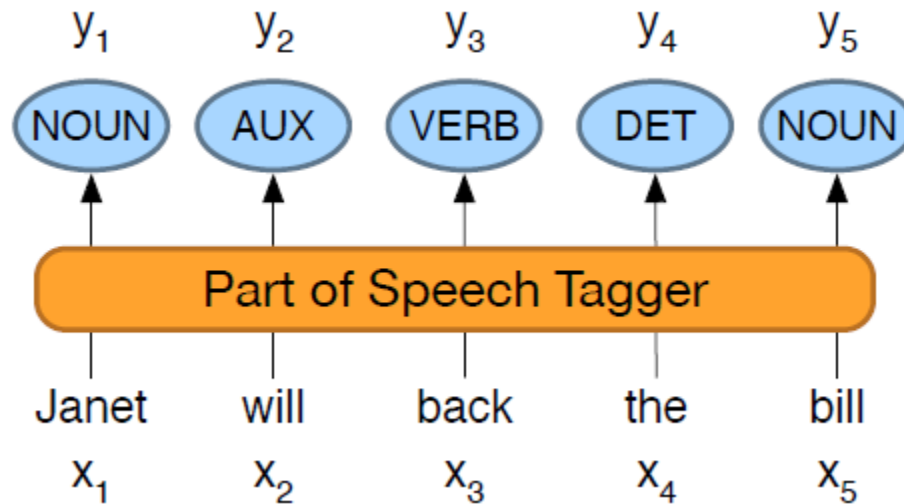 y₁ y₂ y₃ y₄ y₅
NOUN AUX VERB DET NOUN
Part of Speech Tagger
Janet will back the bill
x₁ x₂ x₃ x₄ x₅